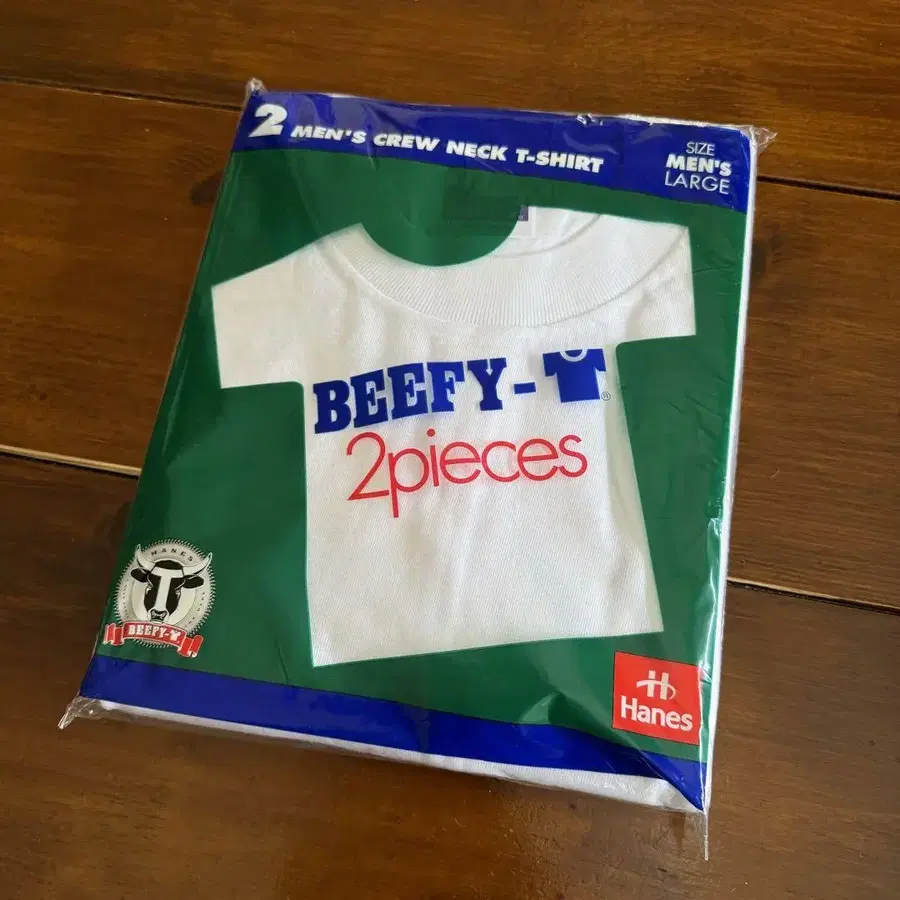 2 MEN'S CREW NECK T-SHIRT
SIZE
MEN'S
LARGE
BEEFY-
®
2pieces
HANES
T
BEEFY-T
Hanes